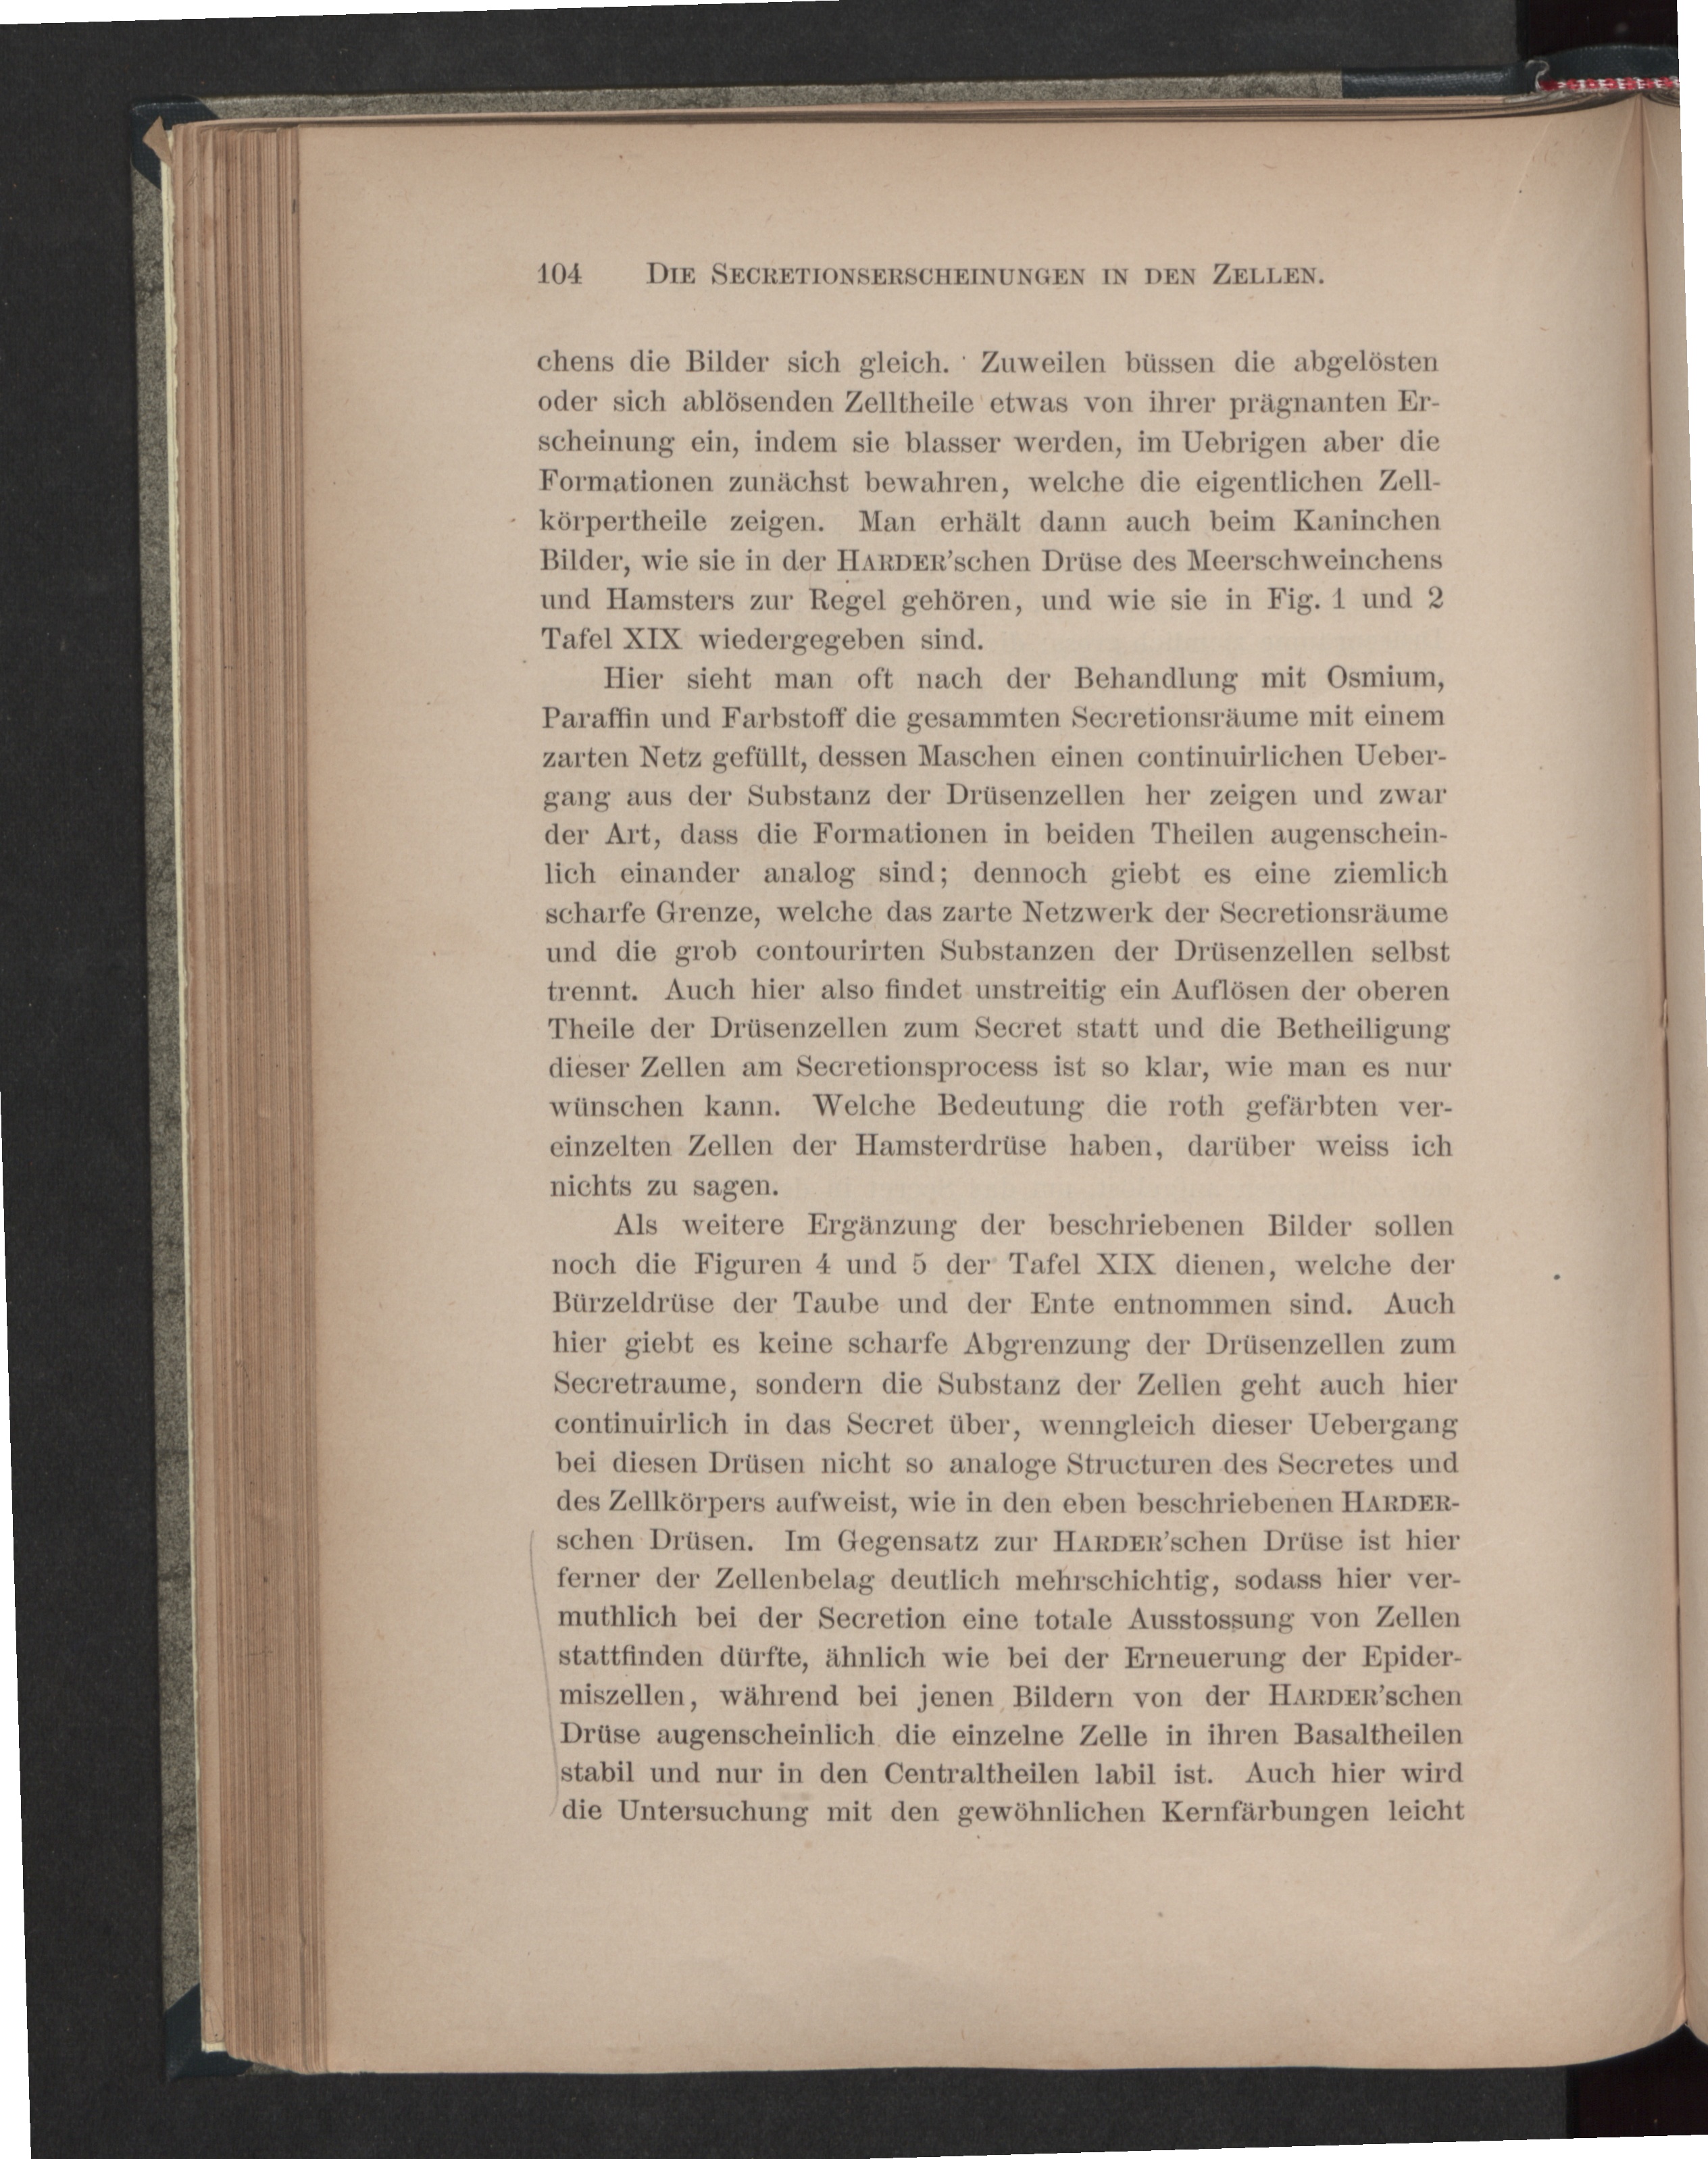 104 Die Secretionserscheinungen in den Zellen.
chens die Bilder sich gleich. Zuweilen büssen die abgelösten
oder sich ablösenden Zelltheile etwas von ihrer prägnanten Er-
scheinung ein, indem sie blasser werden, im Uebrigen aber die
Formationen zunächst bewahren, welche die eigentlichen Zell-
körpertheile zeigen. Man erhält dann auch beim Kaninchen
Bilder, wie sie in der Harder'schen Drüse des Meerschweinchens
und Hamsters zur Regel gehören, und wie sie in Fig. 1 und 2
Tafel XIX wiedergegeben sind.
Hier sieht man oft nach der Behandlung mit Osmium,
Paraffin und Farbstoff die gesammten Secretionsräume mit einem
zarten Netz gefüllt, dessen Maschen einen continuirlichen Ueber-
gang aus der Substanz der Drüsenzellen her zeigen und zwar
der Art, dass die Formationen in beiden Theilen augenschein-
lich einander analog sind; dennoch giebt es eine ziemlich
scharfe Grenze, welche das zarte Netzwerk der Secretionsräume
und die grob contourirten Substanzen der Drüsenzellen selbst
trennt. Auch hier also findet unstreitig ein Auflösen der oberen
Theile der Drüsenzellen zum Secret statt und die Betheiligung
dieser Zellen am Secretionsprocess ist so klar, wie man es nur
wünschen kann. Welche Bedeutung die roth gefärbten ver-
einzelten Zellen der Hamsterdrüse haben, darüber weiss ich
nichts zu sagen.
Als weitere Ergänzung der beschriebenen Bilder sollen
noch die Figuren 4 und 5 der Tafel XIX dienen, welche der
Bürzeldrüse der Taube und der Ente entnommen sind. Auch
hier giebt es keine scharfe Abgrenzung der Drüsenzellen zum
Secretraume, sondern die Substanz der Zellen geht auch hier
continuirlich in das Secret über, wenngleich dieser Uebergang
bei diesen Drüsen nicht so analoge Structuren des Secretes und
des Zellkörpers aufweist, wie in den eben beschriebenen Harder-
schen Drüsen. Im Gegensatz zur Harder'schen Drüse ist hier
ferner der Zellenbelag deutlich mehrschichtig, sodass hier ver-
muthlich bei der Secretion eine totale Ausstossung von Zellen
stattfinden dürfte, ähnlich wie bei der Erneuerung der Epider-
miszellen, während bei jenen Bildern von der Harder'schen
Drüse augenscheinlich die einzelne Zelle in ihren Basaltheilen
stabil und nur in den Centraltheilen labil ist. Auch hier wird
die Untersuchung mit den gewöhnlichen Kernfärbungen leicht